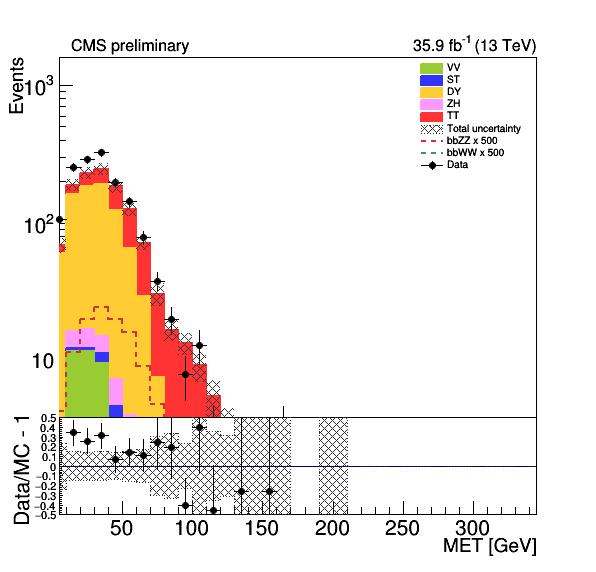 CMS preliminary 35.9 fb⁻¹ (13 TeV)
Events
10³
10²
10
VV
ST
DY
ZH
TT
Total uncertainty
bbZZ x 500
bbWW x 500
Data
Data/MC - 1
0.5
0.4
0.3
0.2
0.1
0
−0.1
−0.2
−0.3
−0.4
−0.5
50 100 150 200 250 300
MET [GeV]